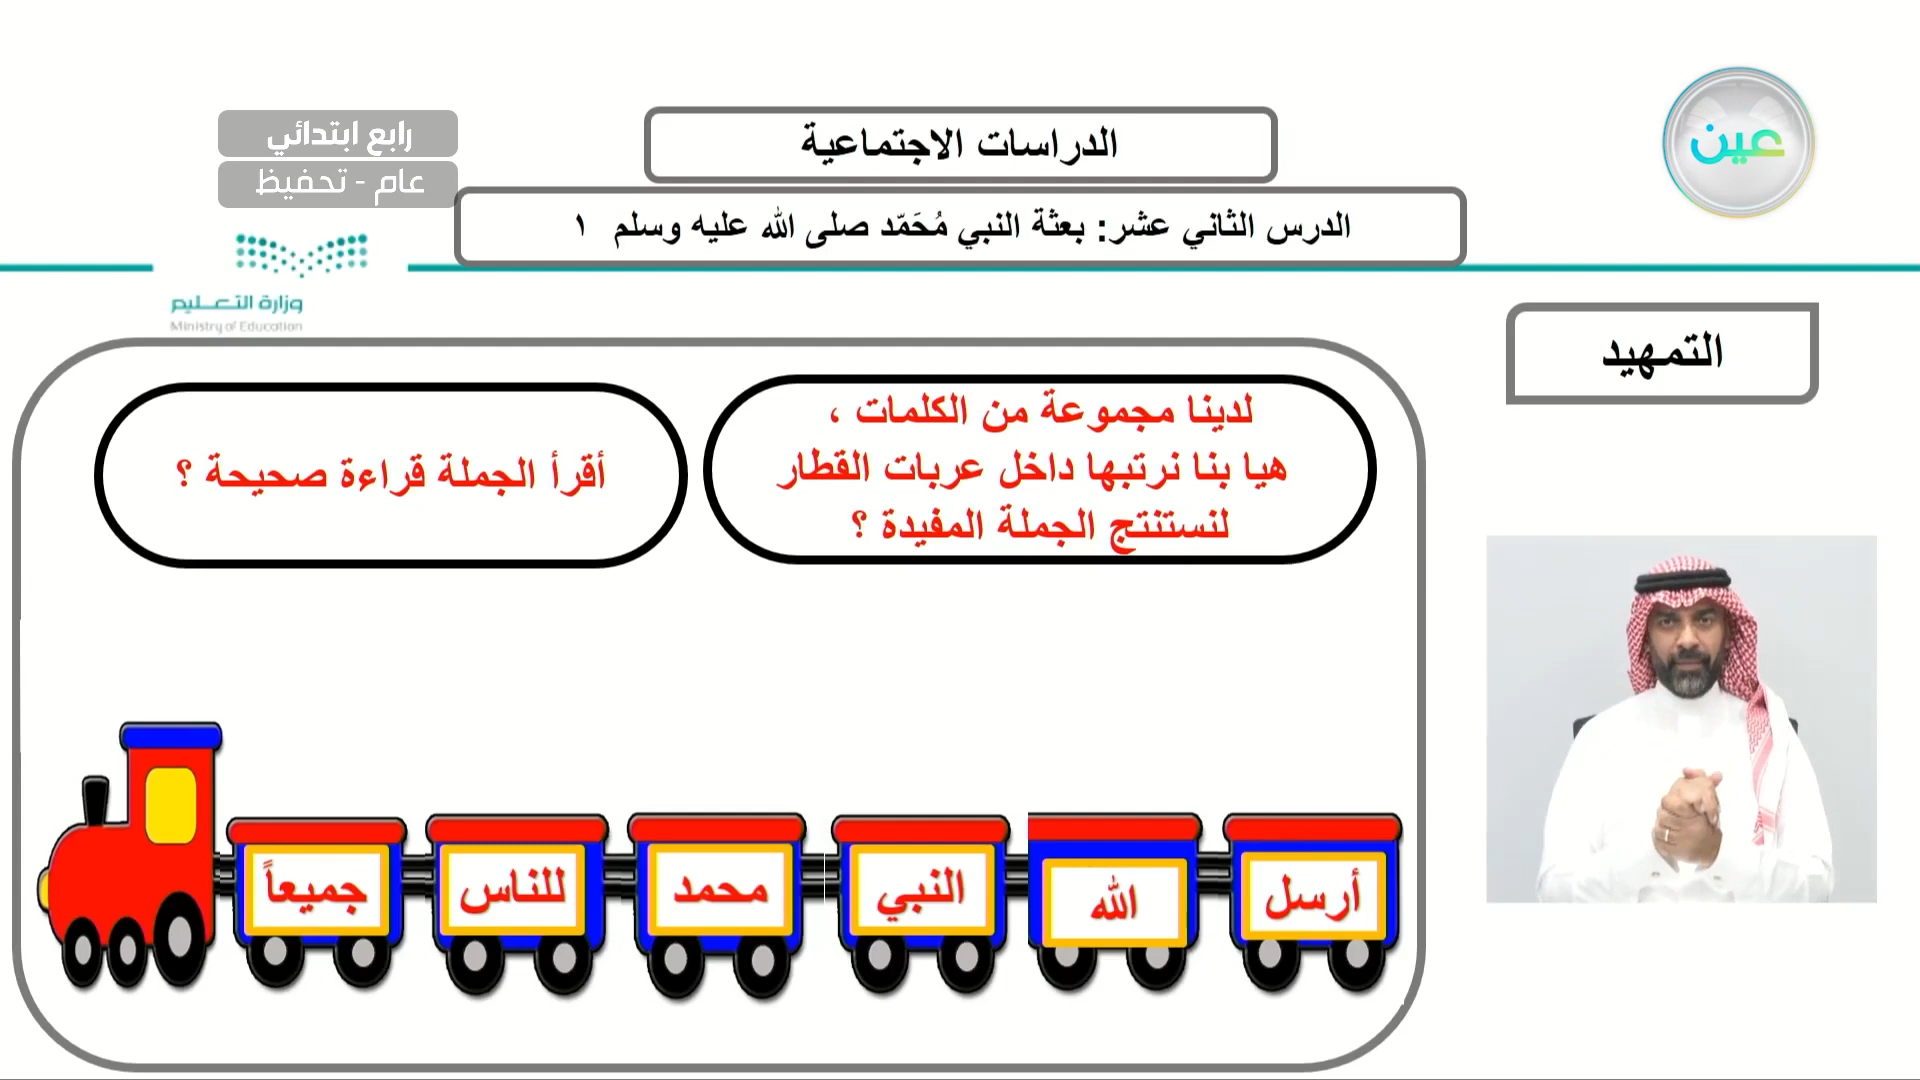 عين
الدراسات الاجتماعية
رابع ابتدائي
عام - تحفيظ
الدرس الثاني عشر: بعثة النبي مُحَمّد صلى الله عليه وسلم ١
وزارة التعليم
Ministry of Education
التمهيد
لدينا مجموعة من الكلمات ،
هيا بنا نرتبها داخل عربات القطار
لنستنتج الجملة المفيدة ؟
أقرأ الجملة قراءة صحيحة ؟
أرسل الله النبي محمد للناس جميعاً